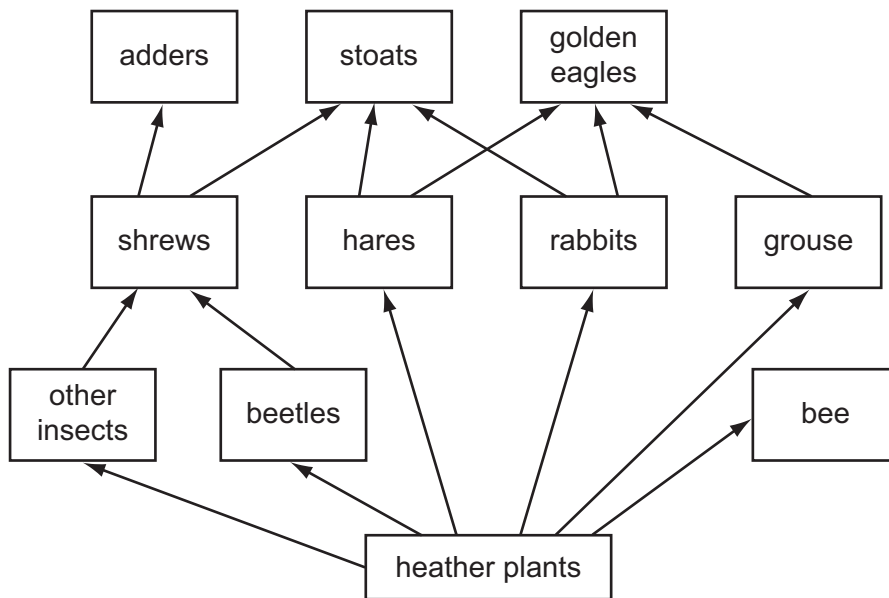 adders
stoats
golden
eagles
shrews
hares
rabbits
grouse
other
insects
beetles
bee
heather plants